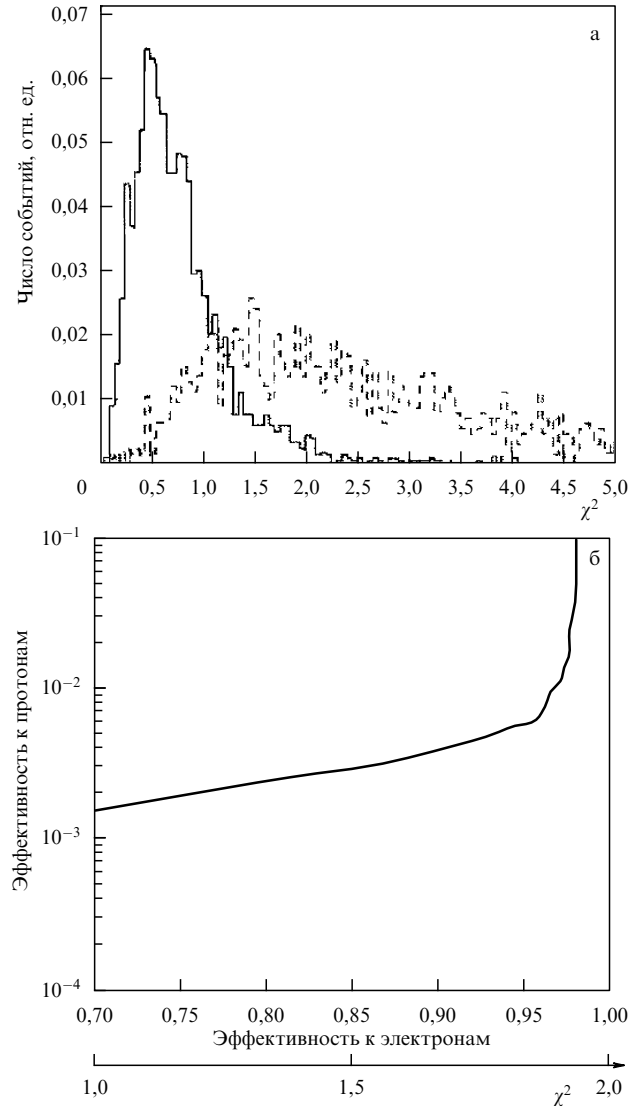 0,07
а
0,06
0,05
0,04
0,03
0,02
0,01
Число событий, отн. ед.
0 0,5 1,0 1,5 2,0 2,5 3,0 3,5 4,0 4,5 5,0
χ²
10⁻¹
б
10⁻²
10⁻³
10⁻⁴
Эффективность к протонам
0,70 0,75 0,80 0,85 0,90 0,95 1,00
Эффективность к электронам
1,0 1,5 χ² 2,0